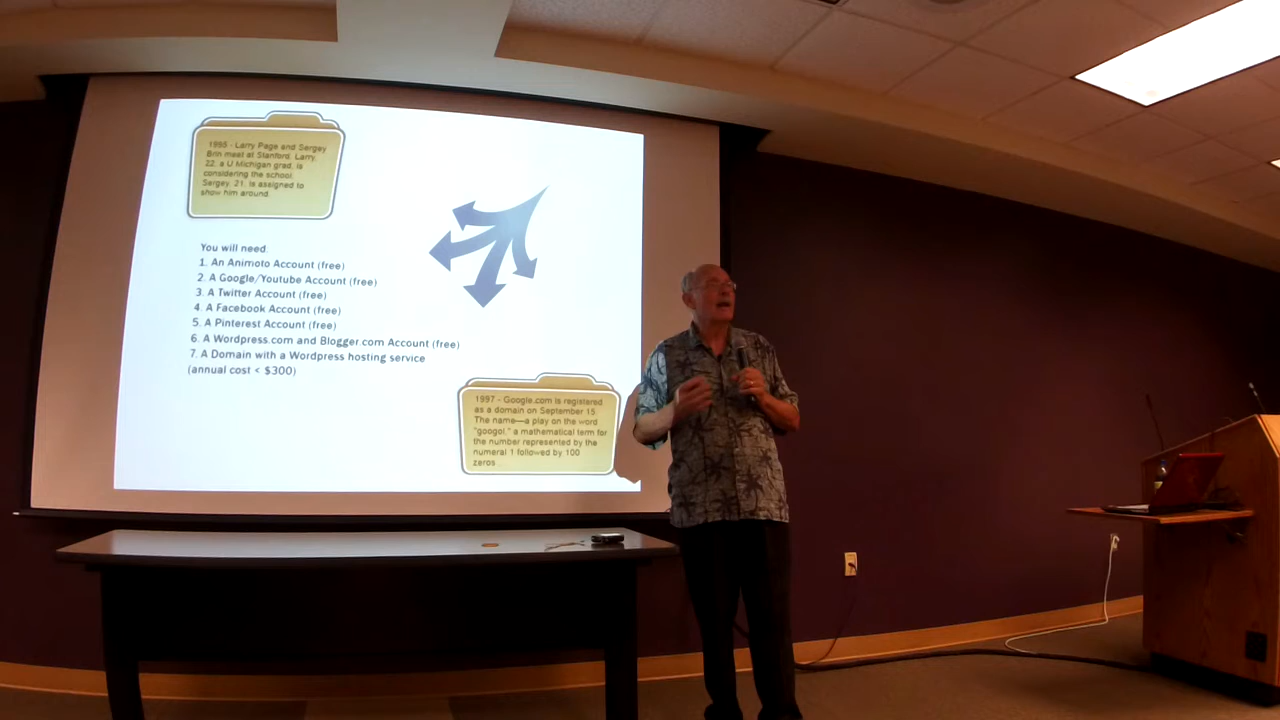 1995 - Larry Page and Sergey
Brin meet at Stanford. Larry,
22, a U Michigan grad, is
considering the school.
Sergey, 21, is assigned to
show him around.
You will need
1. An Animoto Account (free)
2. A Google/Youtube Account (free)
3. A Twitter Account (free)
4. A Facebook Account (free)
5. A Pinterest Account (free)
6. A Wordpress.com and Blogger.com Account (free)
7. A Domain with a Wordpress hosting service
(annual cost < $300)
1997 - Google.com is registered
as a domain on September 15.
The name—a play on the word
"googol," a mathematical term for
the number represented by the
numeral 1 followed by 100
zeros